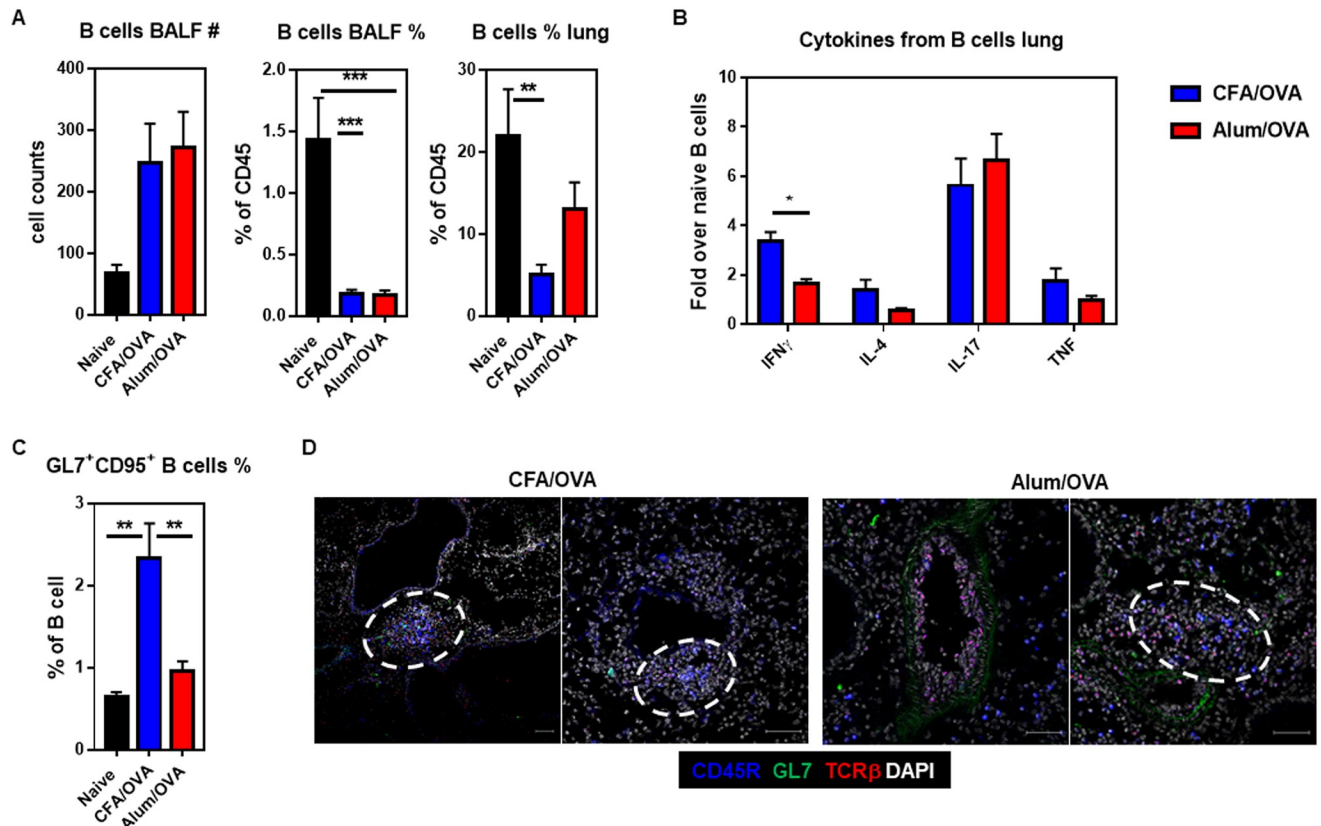 A
B cells BALF #
cell counts
400
300
200
100
0
Naive
CFA/OVA
Alum/OVA
B cells BALF %
% of CD45
2.0
1.5
1.0
0.5
0.0
***
***
Naive
CFA/OVA
Alum/OVA
B cells % lung
% of CD45
30
20
10
0
**
Naive
CFA/OVA
Alum/OVA
B
Cytokines from B cells lung
Fold over naive B cells
10
8
6
4
2
0
*
IFNγ
IL-4
IL-17
TNF
CFA/OVA
Alum/OVA
C
GL7+CD95+ B cells %
% of B cell
3
2
1
0
** **
Naive
CFA/OVA
Alum/OVA
D
CFA/OVA
Alum/OVA
CD45R GL7 TCRβ DAPI